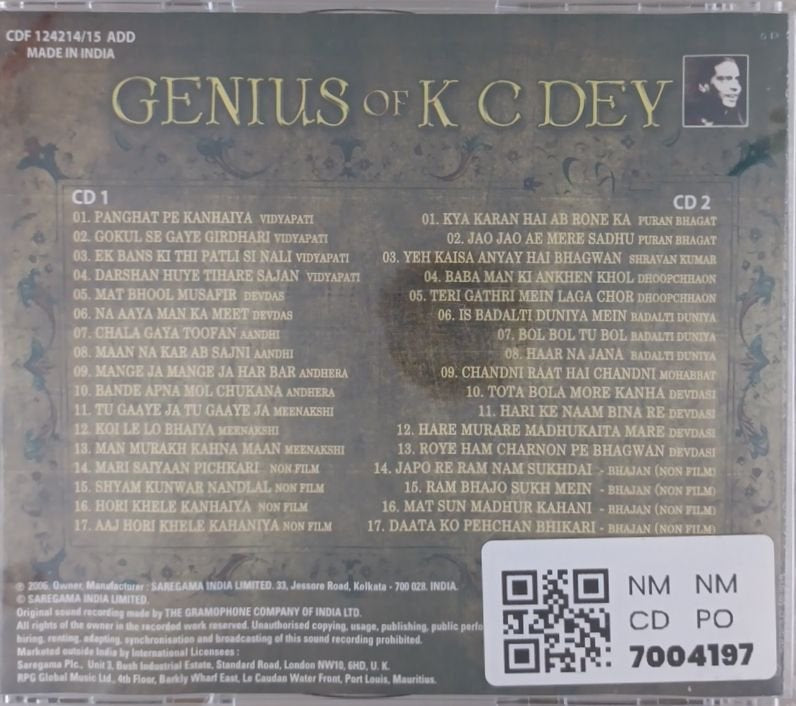 CDF 124214/15 ADD
MADE IN INDIA
GENIUS OF K C DEY
CD 1
01. PANGHAT PE KANHAIYA VIDYAPATI
02. GOKUL SE GAYE GIRDHARI VIDYAPATI
03. EK BANS KI THI PATLI SI NALI VIDYAPATI
04. DARSHAN HUYE TIHARE SAJAN VIDYAPATI
05. MAT BHOOL MUSAFIR DEVDAS
06. NA AAYA MAN KA MEET DEVDAS
07. CHALA GAYA TOOFAN AANDHI
08. MAAN NA KAR AB SAJNI AANDHI
09. MANGE JA MANGE JA HAR BAR ANDHERA
10. BANDE APNA MOL CHUKANA ANDHERA
11. TU GAAYE JA TU GAAYE JA MEENAKSHI
12. KOI LE LO BHAIYA MEENAKSHI
13. MAN MURAKH KAHNA MAAN MEENAKSHI
14. MARI SAIYAAN PICHKARI NON FILM
15. SHYAM KUNWAR NANDLAL NON FILM
16. HORI KHELE KANHAIYA NON FILM
17. AAJ HORI KHELE KAHANIYA NON FILM
CD 2
01. KYA KARAN HAI AB RONE KA PURAN BHAGAT
02. JAO JAO AE MERE SADHU PURAN BHAGAT
03. YEH KAISA ANYAY HAI BHAGWAN SHRAVAN KUMAR
04. BABA MAN KI ANKHEN KHOL DHOOPCHHAON
05. TERI GATHRI MEIN LAGA CHOR DHOOPCHHAON
06. IS BADALTI DUNIYA MEIN BADALTI DUNIYA
07. BOL BOL TU BOL BADALTI DUNIYA
08. HAAR NA JANA BADALTI DUNIYA
09. CHANDNI RAAT HAI CHANDNI MOHABBAT
10. TOTA BOLA MORE KANHA DEVDASI
11. HARI KE NAAM BINA RE DEVDASI
12. HARE MURARE MADHUKAITA MARE DEVDASI
13. ROYE HAM CHARNON PE BHAGWAN DEVDASI
14. JAPO RE RAM NAM SUKHDAI - BHAJAN (NON FILM)
15. RAM BHAJO SUKH MEIN - BHAJAN (NON FILM)
16. MAT SUN MADHUR KAHANI - BHAJAN (NON FILM)
17. DAATA KO PEHCHAN BHIKARI - BHAJAN (NON FILM)
℗ 2006. Owner, Manufacturer : SAREGAMA INDIA LIMITED. 33, Jessore Road, Kolkata - 700 028. INDIA.
© SAREGAMA INDIA LIMITED.
Original sound recording made by THE GRAMOPHONE COMPANY OF INDIA LTD.
All rights of the owner in the recorded work reserved. Unauthorised copying, usage, publishing, public
hiring, renting, adapting, synchronisation and broadcasting of this sound recording prohibited.
Marketed outside India by International Licensees :
Saregama Plc., Unit 3, Bush Industrial Estate, Standard Road, London NW10, 6HD, U. K.
RPG Global Music Ltd., 4th Floor, Barkly Wharf East, Le Caudan Water Front, Port Louis, Mauritius.
NM NM
CD PO
7004197